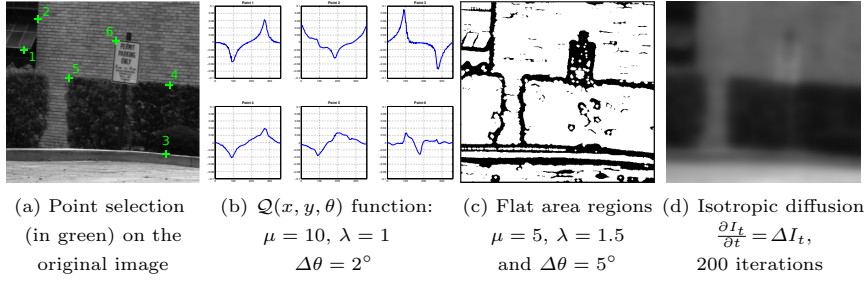 2
6
1
PERMIT
PARKING
ONLY
5
4
3
Point 1
Point 2
Point 3
Point 4
Point 5
Point 6
(a) Point selection
(in green) on the
original image
(b) 𝒬(x, y, θ) function:
μ = 10, λ = 1
Δθ = 2°
(c) Flat area regions
μ = 5, λ = 1.5
and Δθ = 5°
(d) Isotropic diffusion
∂I_t/∂t = ΔI_t,
200 iterations